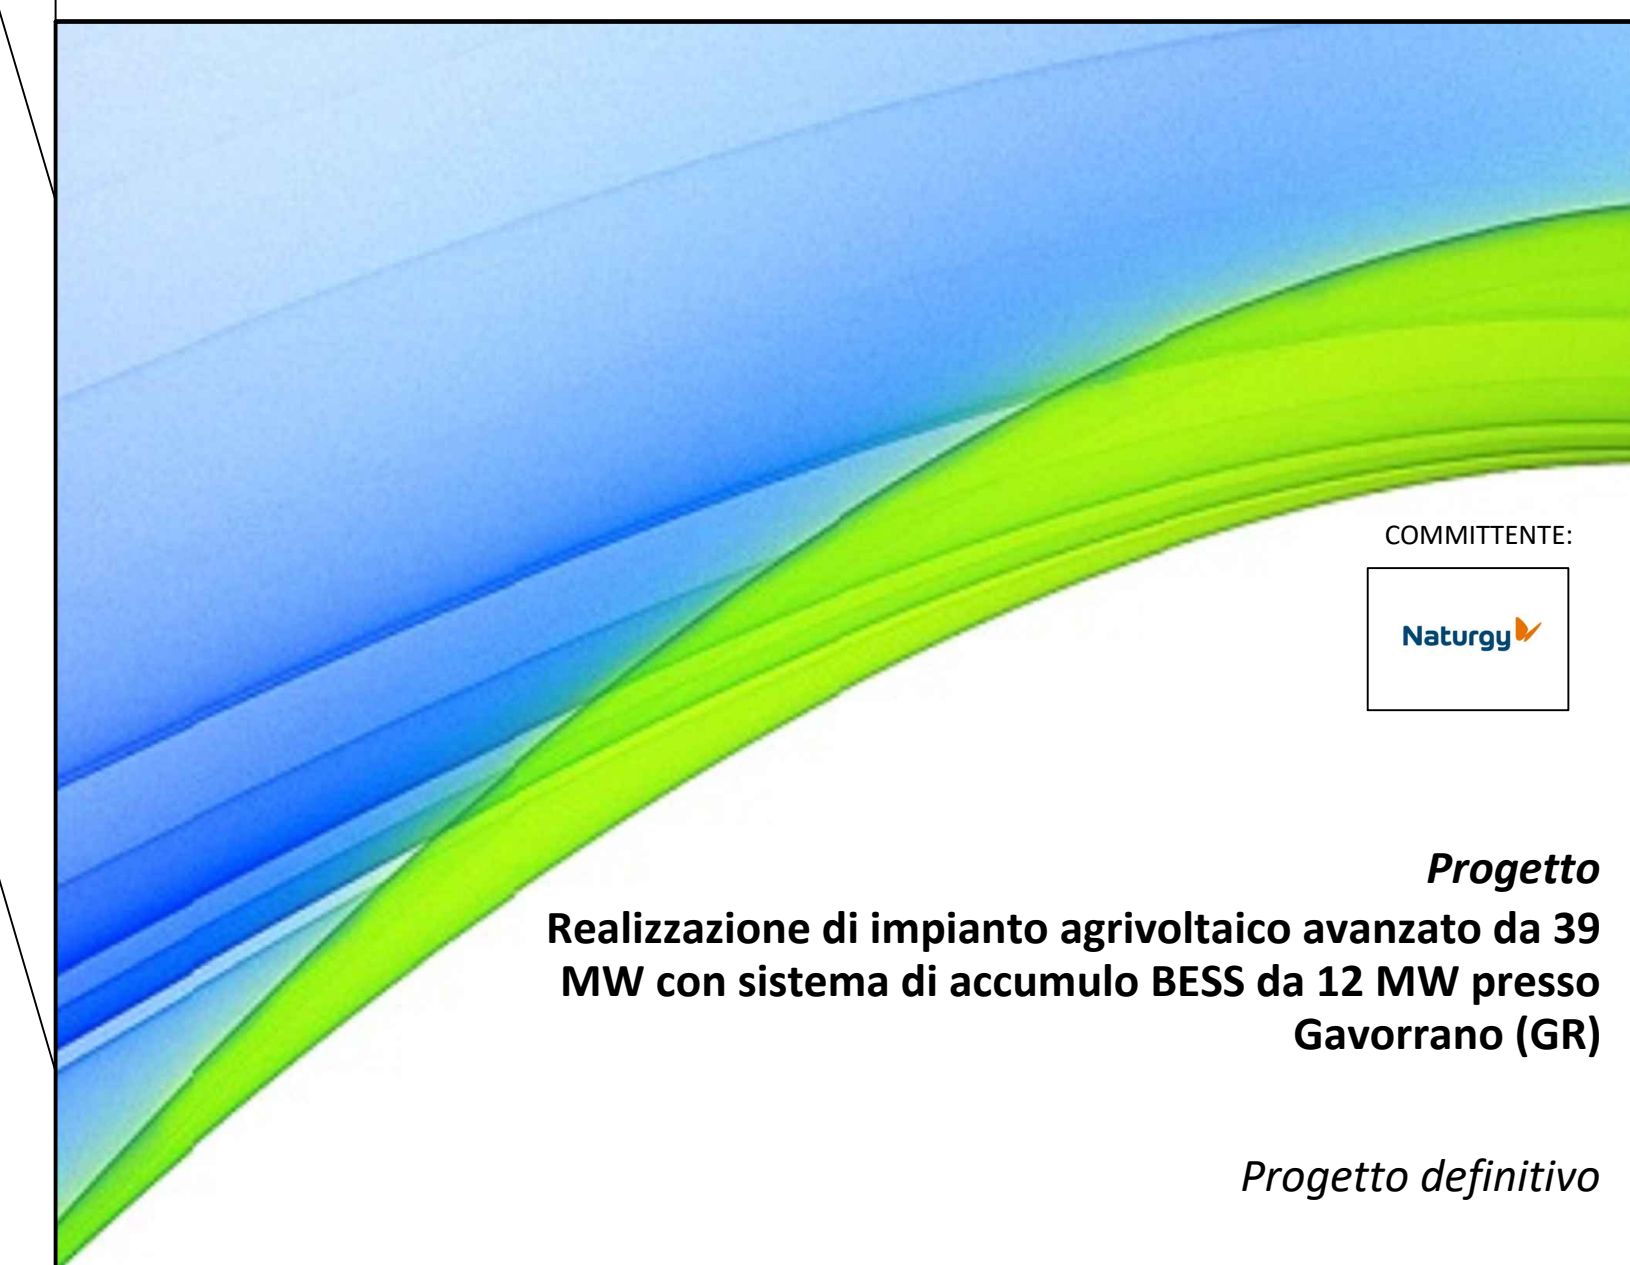 COMMITTENTE:
Naturgy
Progetto
Realizzazione di impianto agrivoltaico avanzato da 39
MW con sistema di accumulo BESS da 12 MW presso
Gavorrano (GR)
Progetto definitivo